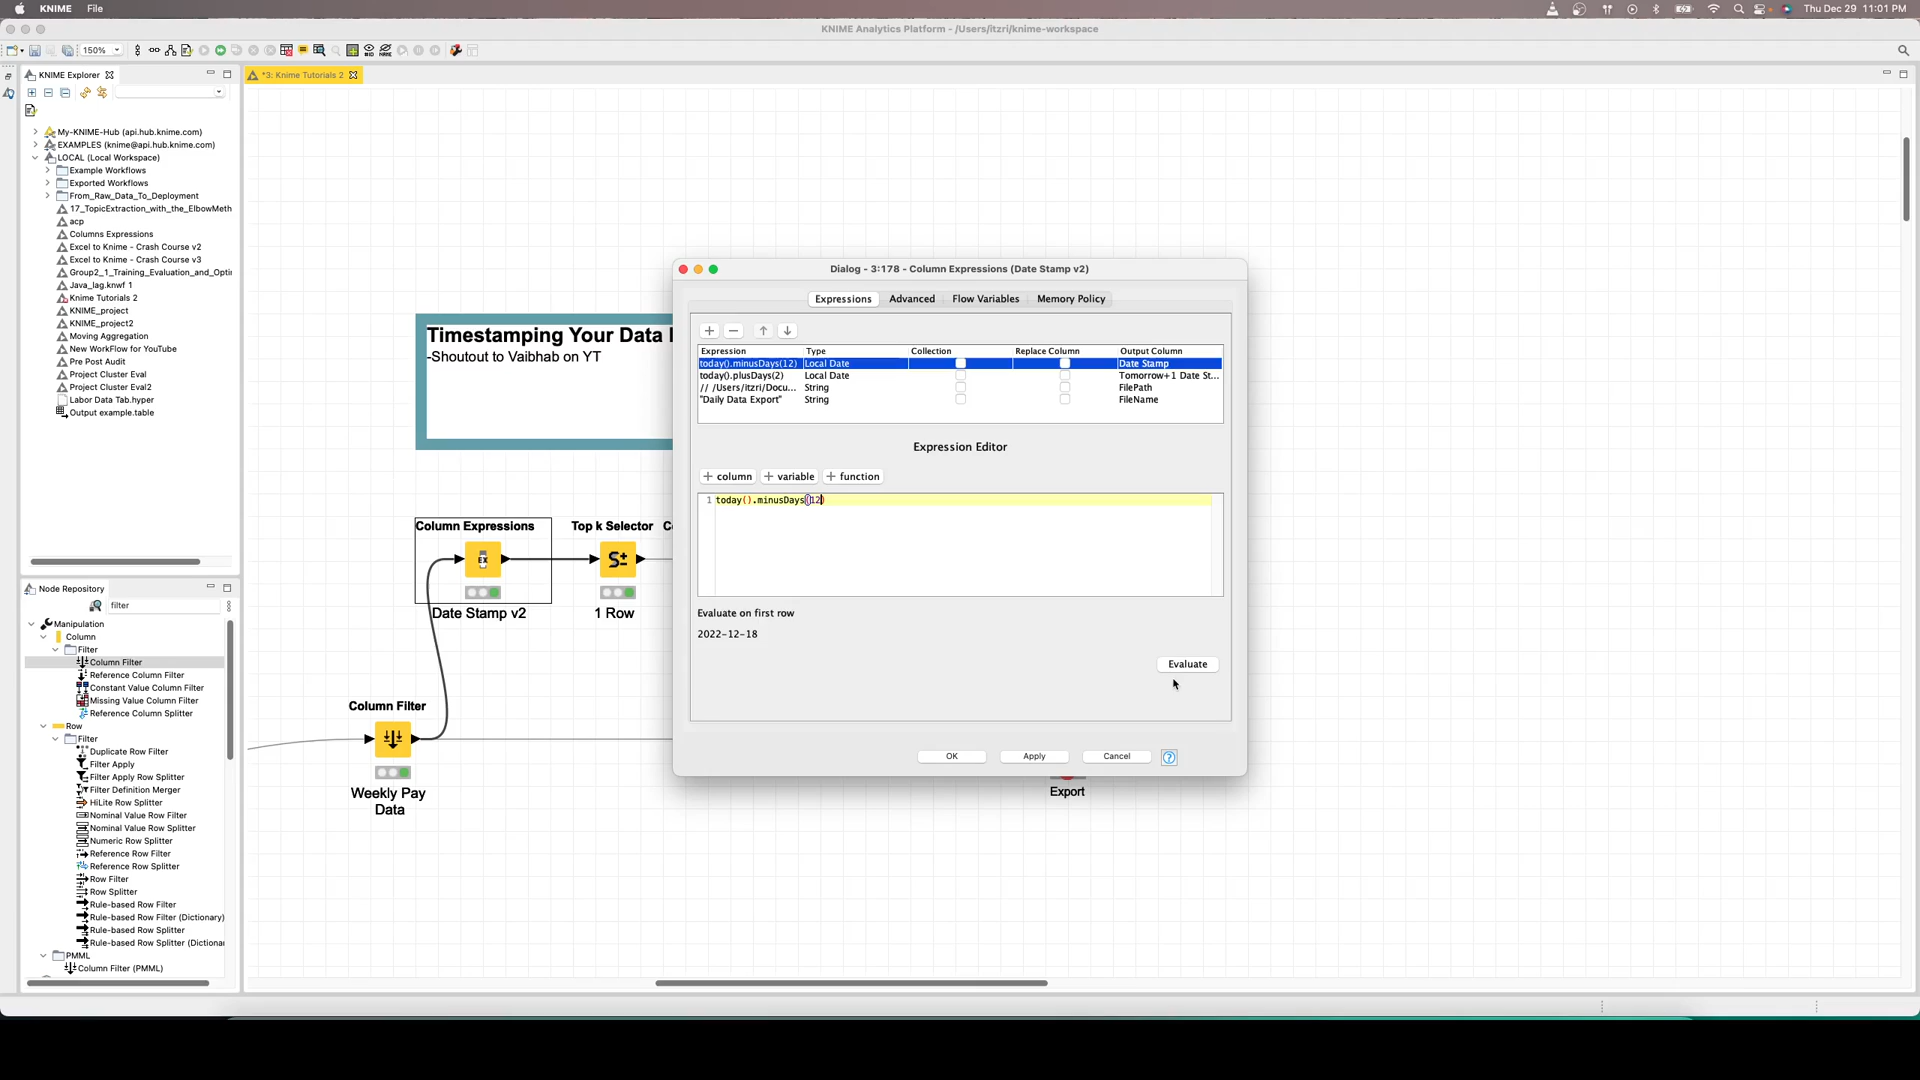 KNIME File
Thu Dec 29 11:01 PM
KNIME Analytics Platform - /Users/itzri/knime-workspace
150%
KNIME Explorer
*3: Knime Tutorials 2
My-KNIME-Hub (api.hub.knime.com)
EXAMPLES (knime@api.hub.knime.com)
LOCAL (Local Workspace)
Example Workflows
Exported Workflows
From_Raw_Data_To_Deployment
17_TopicExtraction_with_the_ElbowMeth
acp
Columns Expressions
Excel to Knime - Crash Course v2
Excel to Knime - Crash Course v3
Group2_1_Training_Evaluation_and_Optir
Java_lag.knwf 1
Knime Tutorials 2
KNIME_project
KNIME_project2
Moving Aggregation
New WorkFlow for YouTube
Pre Post Audit
Project Cluster Eval
Project Cluster Eval2
Labor Data Tab.hyper
Output example.table
Node Repository
filter
Manipulation
Column
Filter
Column Filter
Reference Column Filter
Constant Value Column Filter
Missing Value Column Filter
Reference Column Splitter
Row
Filter
Duplicate Row Filter
Filter Apply
Filter Apply Row Splitter
Filter Definition Merger
HiLite Row Splitter
Nominal Value Row Filter
Nominal Value Row Splitter
Numeric Row Splitter
Reference Row Filter
Reference Row Splitter
Row Filter
Row Splitter
Rule-based Row Filter
Rule-based Row Filter (Dictionary)
Rule-based Row Splitter
Rule-based Row Splitter (Dictionar
PMML
Column Filter (PMML)
Timestamping Your Data
-Shoutout to Vaibhab on YT
Column Expressions
EX
Date Stamp v2
Top k Selector
1 Row
Column Filter
Weekly Pay
Data
Export
Dialog - 3:178 - Column Expressions (Date Stamp v2)
Expressions Advanced Flow Variables Memory Policy
Expression Type Collection Replace Column Output Column
today().minusDays(12) Local Date Date Stamp
today().plusDays(2) Local Date Tomorrow+1 Date St...
// /Users/itzri/Docu... String FilePath
"Daily Data Export" String FileName
Expression Editor
+ column + variable + function
1 today().minusDays(12)
Evaluate on first row
2022-12-18
Evaluate
OK Apply Cancel ?